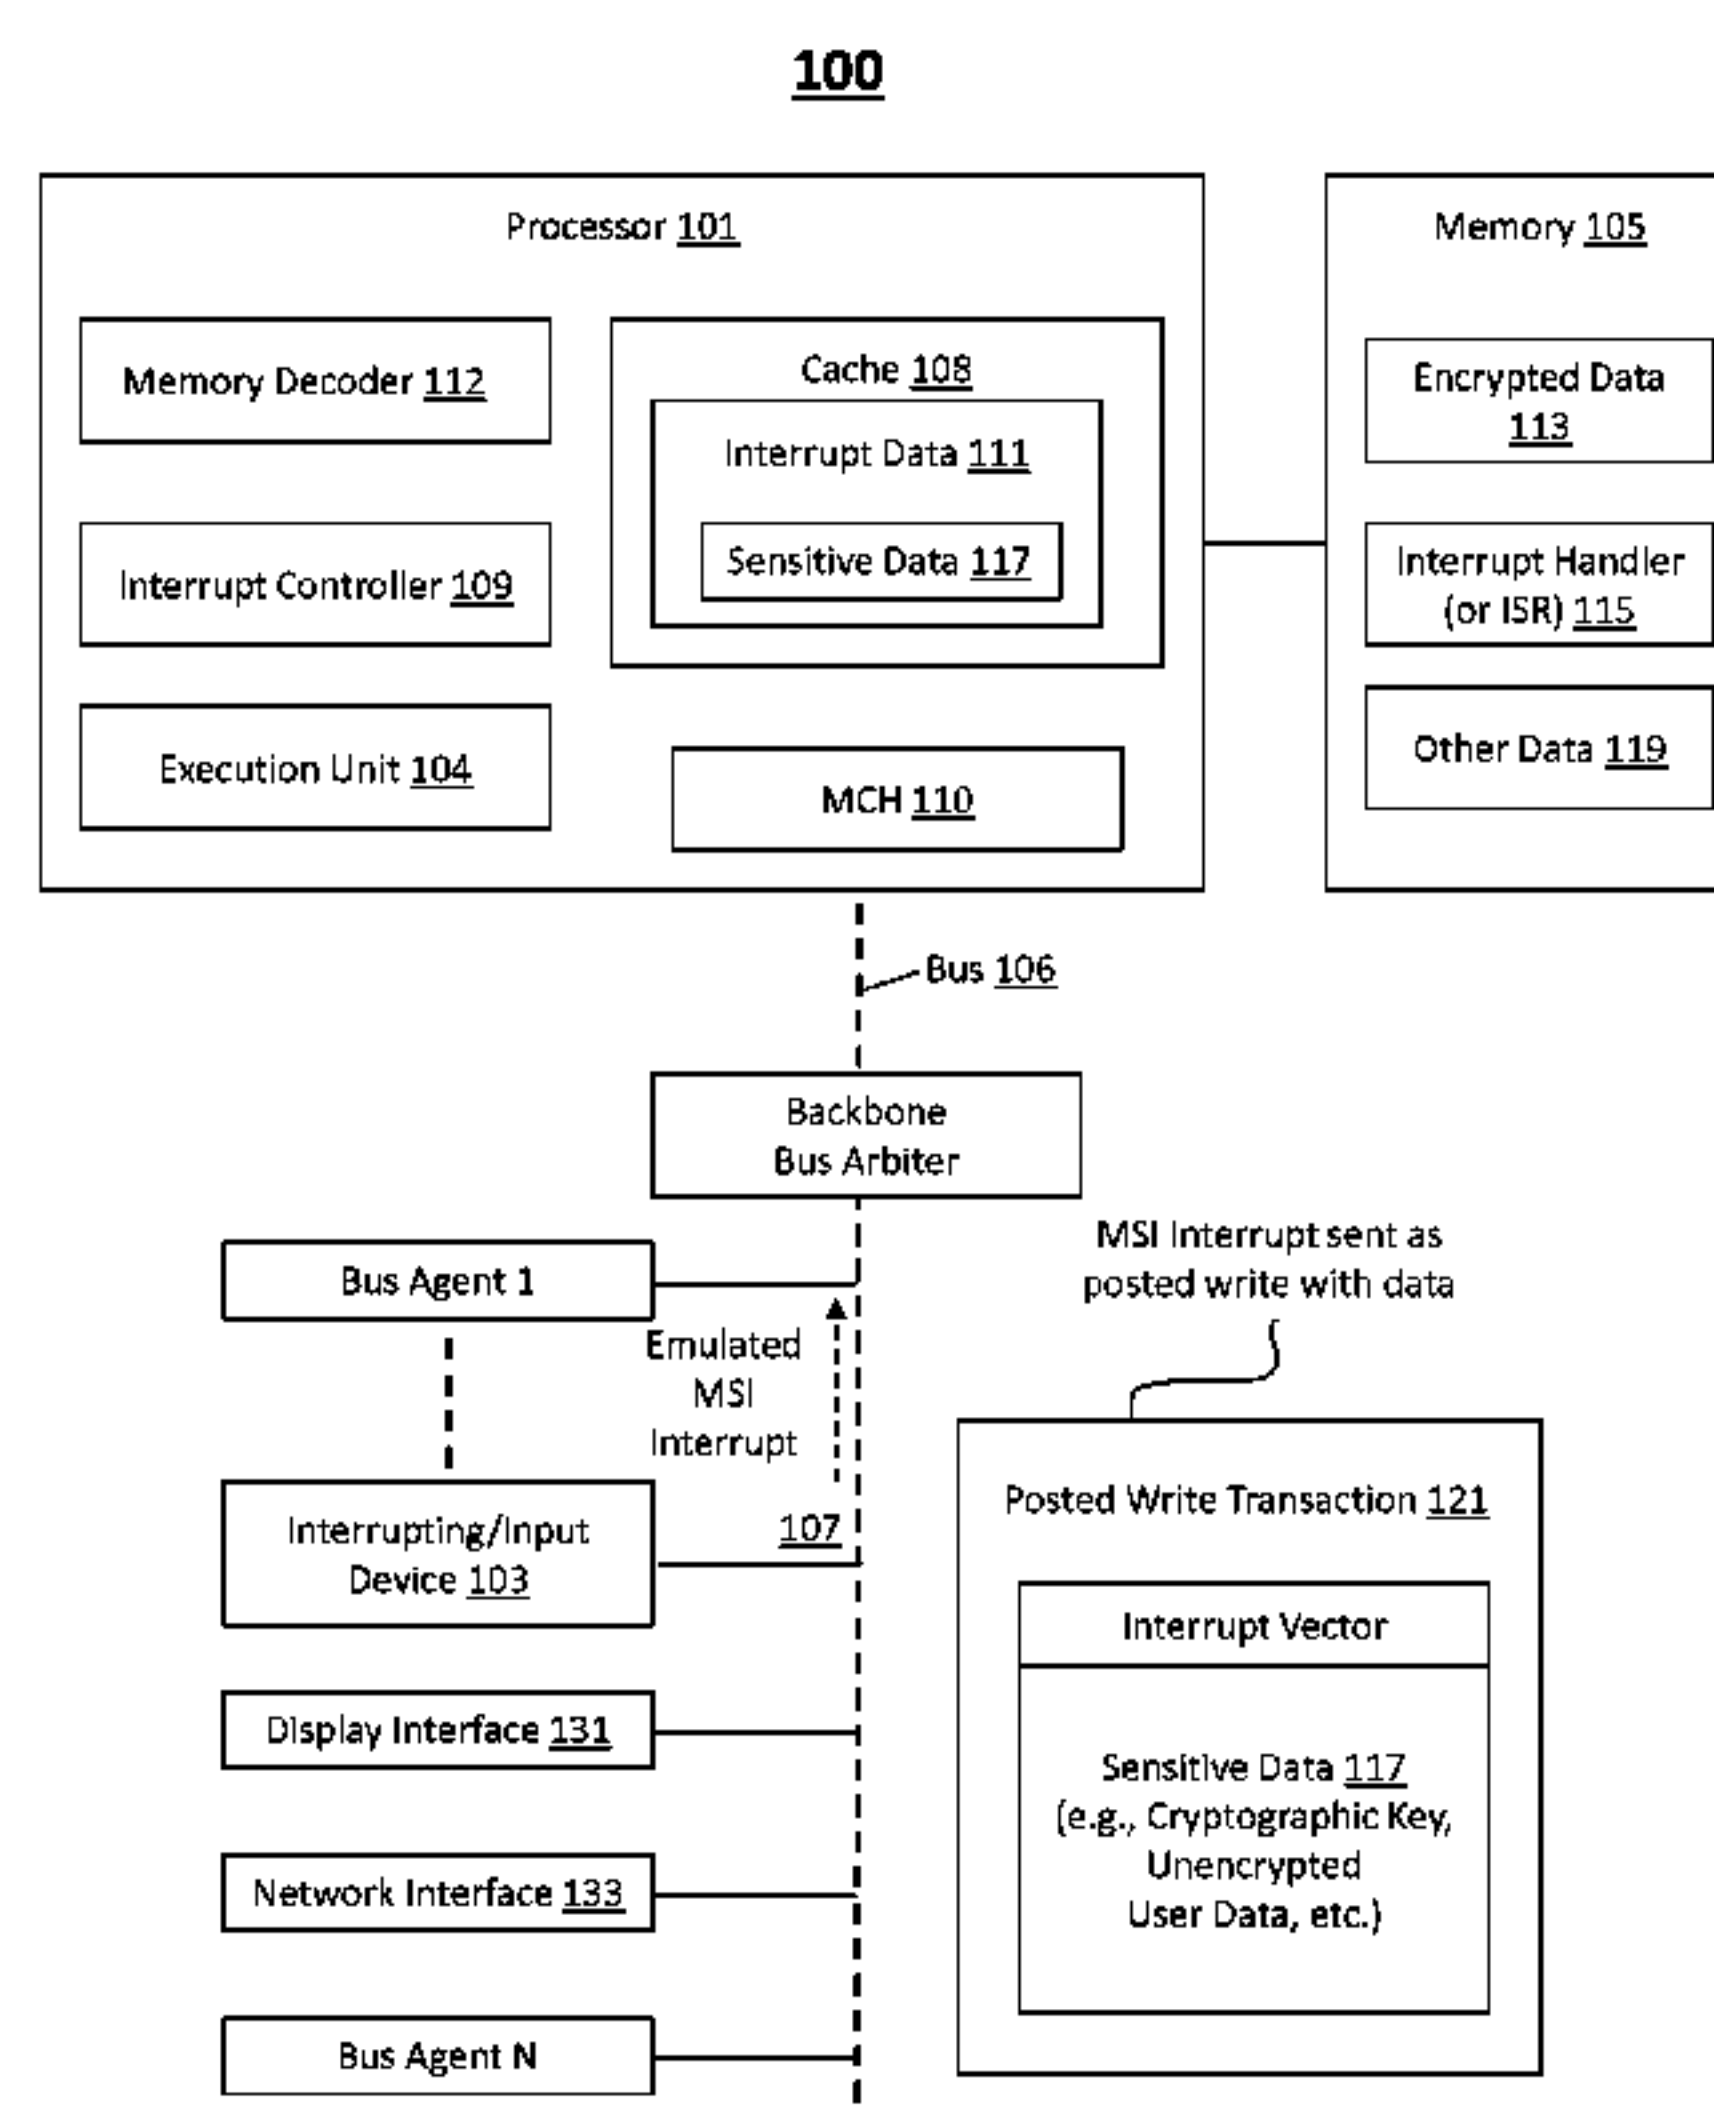 100
Processor 101
Memory Decoder 112
Interrupt Controller 109
Execution Unit 104
Cache 108
Interrupt Data 111
Sensitive Data 117
MCH 110
Memory 105
Encrypted Data
113
Interrupt Handler
(or ISR) 115
Other Data 119
Bus 106
Backbone
Bus Arbiter
Bus Agent 1
Emulated
MSI
Interrupt
Interrupting/Input
Device 103
107
Display Interface 131
Network Interface 133
Bus Agent N
MSI Interrupt sent as
posted write with data
Posted Write Transaction 121
Interrupt Vector
Sensitive Data 117
(e.g., Cryptographic Key,
Unencrypted
User Data, etc.)